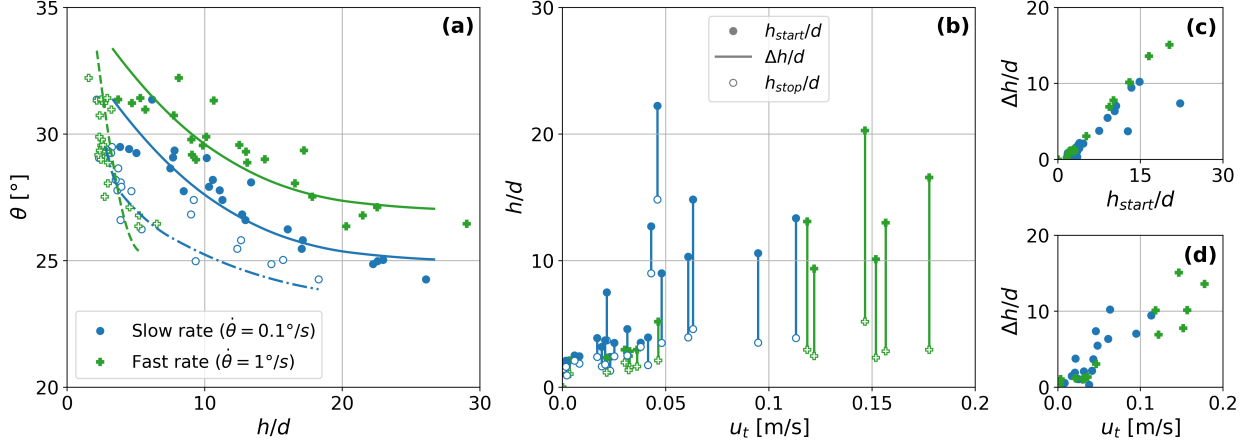 35
30
25
20
0
10
20
30
θ [°]
h/d
(a)
Slow rate (θ̇ = 0.1°/s)
Fast rate (θ̇ = 1°/s)
30
20
10
0
0
0.05
0.1
0.15
0.2
h/d
u_t [m/s]
(b)
h_start/d
Δh/d
h_stop/d
20
10
0
0
15
30
Δh/d
h_start/d
(c)
20
10
0
0.0
0.1
0.2
Δh/d
u_t [m/s]
(d)